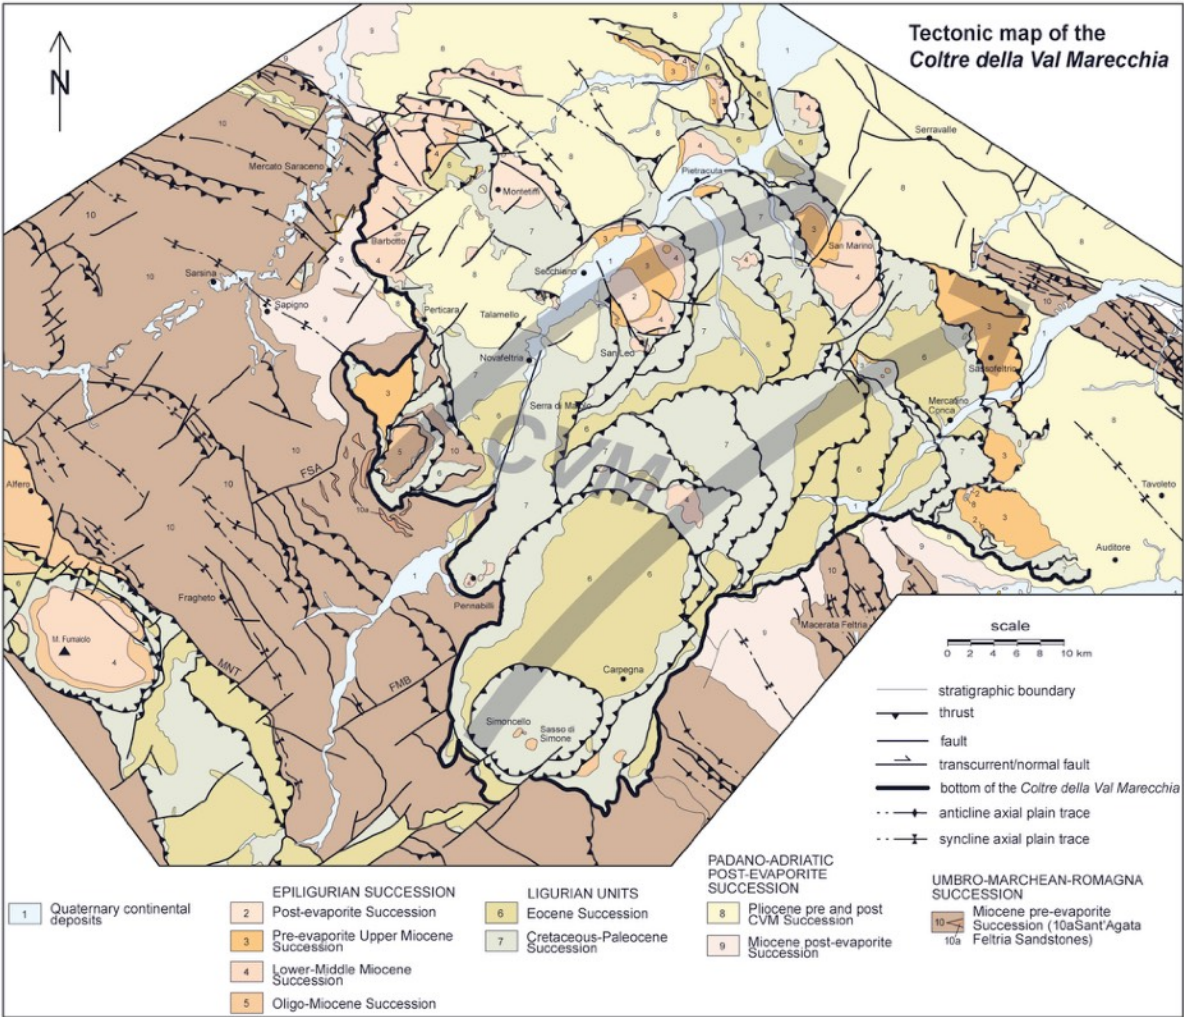 Tectonic map of the
Coltre della Val Marecchia
N
Serravalle
Mercato Saraceno
Pietracuta
Montetiffi
San Marino
Barbotto
Secchiano
Sarsina
Sapigno
Perticara
Talamello
Novafeltria
San Leo
Sassofeltrio
Serra di Maiolo
Mercatino
Conca
CVM
FSA
Alfero
10a
Tavoleto
Auditore
Fragheto
Pennabilli
Macerata Feltria
M. Fumaiolo
MNT
FMB
Carpegna
Simoncello
Sasso di
Simone
scale
0 2 4 6 8 10 km
stratigraphic boundary
thrust
fault
transcurrent/normal fault
bottom of the Coltre della Val Marecchia
anticline axial plain trace
syncline axial plain trace
1 Quaternary continental
deposits
EPILIGURIAN SUCCESSION
2 Post-evaporite Succession
3 Pre-evaporite Upper Miocene
Succession
4 Lower-Middle Miocene
Succession
5 Oligo-Miocene Succession
LIGURIAN UNITS
6 Eocene Succession
7 Cretaceous-Paleocene
Succession
PADANO-ADRIATIC
POST-EVAPORITE
SUCCESSION
8 Pliocene pre and post
CVM Succession
9 Miocene post-evaporite
Succession
UMBRO-MARCHEAN-ROMAGNA
SUCCESSION
10 Miocene pre-evaporite
Succession (10aSant'Agata
10a Feltria Sandstones)